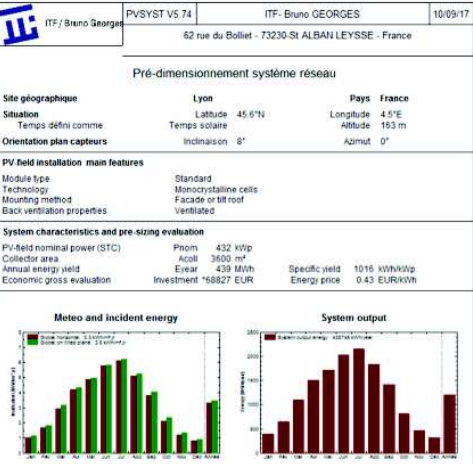 ITF / Bruno Georges
PVSYST V5.74
ITF- Bruno GEORGES
10/09/17
62 rue du Bolliet - 73230-St ALBAN LEYSSE - France
Pré-dimensionnement système réseau
Site géographique Lyon Pays France
Situation Latitude 45.6°N Longitude 4.5°E
Temps défini comme Temps solaire Altitude 163 m
Orientation plan capteurs Inclinaison 8° Azimut 0°
PV-field installation main features
Module type Standard
Technology Monocrystalline cells
Mounting method Facade or tilt roof
Back ventilation properties Ventilated
System characteristics and pre-sizing evaluation
PV-field nominal power (STC) Pnom 432 kWp
Collector area Acoll 3600 m²
Annual energy yield Eyear 439 MWh Specific yield 1016 kWh/kWp
Economic gross evaluation Investment *68827 EUR Energy price 0.43 EUR/kWh
Meteo and incident energy
System output